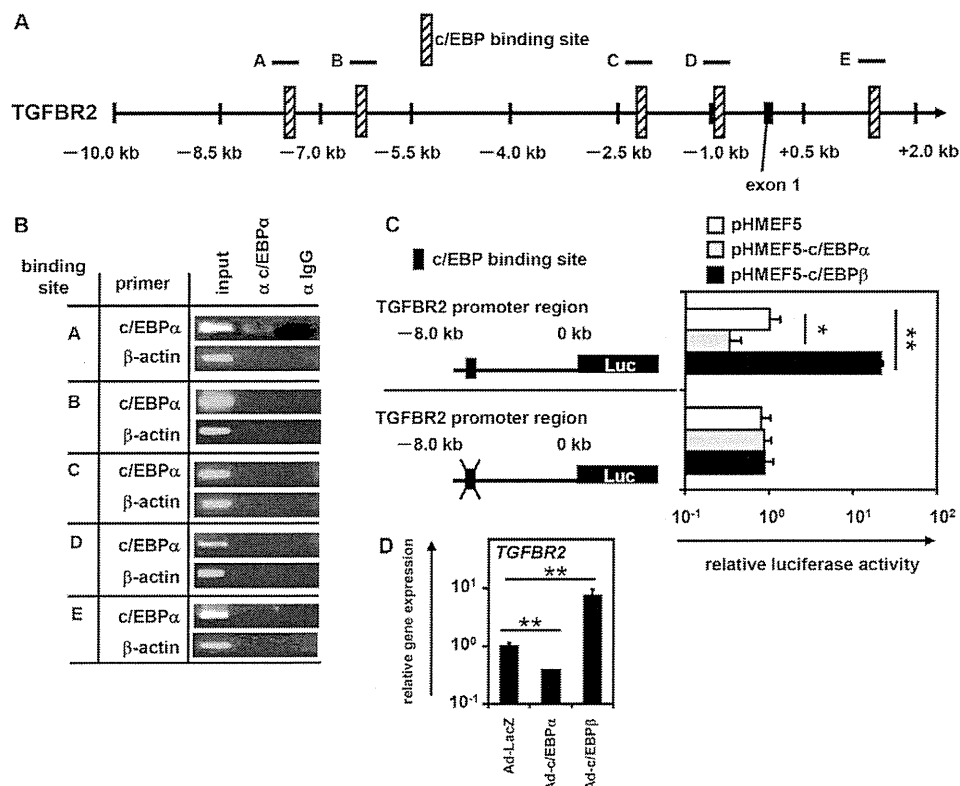 A
c/EBP binding site
A
B
C
D
E
TGFBR2
−10.0 kb
−8.5 kb
−7.0 kb
−5.5 kb
−4.0 kb
−2.5 kb
−1.0 kb
+0.5 kb
+2.0 kb
exon 1
B
binding site
primer
input
α c/EBPα
α IgG
A
c/EBPα
β-actin
B
c/EBPα
β-actin
C
c/EBPα
β-actin
D
c/EBPα
β-actin
E
c/EBPα
β-actin
C
c/EBP binding site
pHMEF5
pHMEF5-c/EBPα
pHMEF5-c/EBPβ
TGFBR2 promoter region
−8.0 kb
0 kb
Luc
*
**
TGFBR2 promoter region
−8.0 kb
0 kb
Luc
10-1
100
101
102
relative luciferase activity
D
relative gene expression
TGFBR2
**
**
101
100
10-1
Ad-LacZ
Ad-c/EBPα
Ad-c/EBPβ